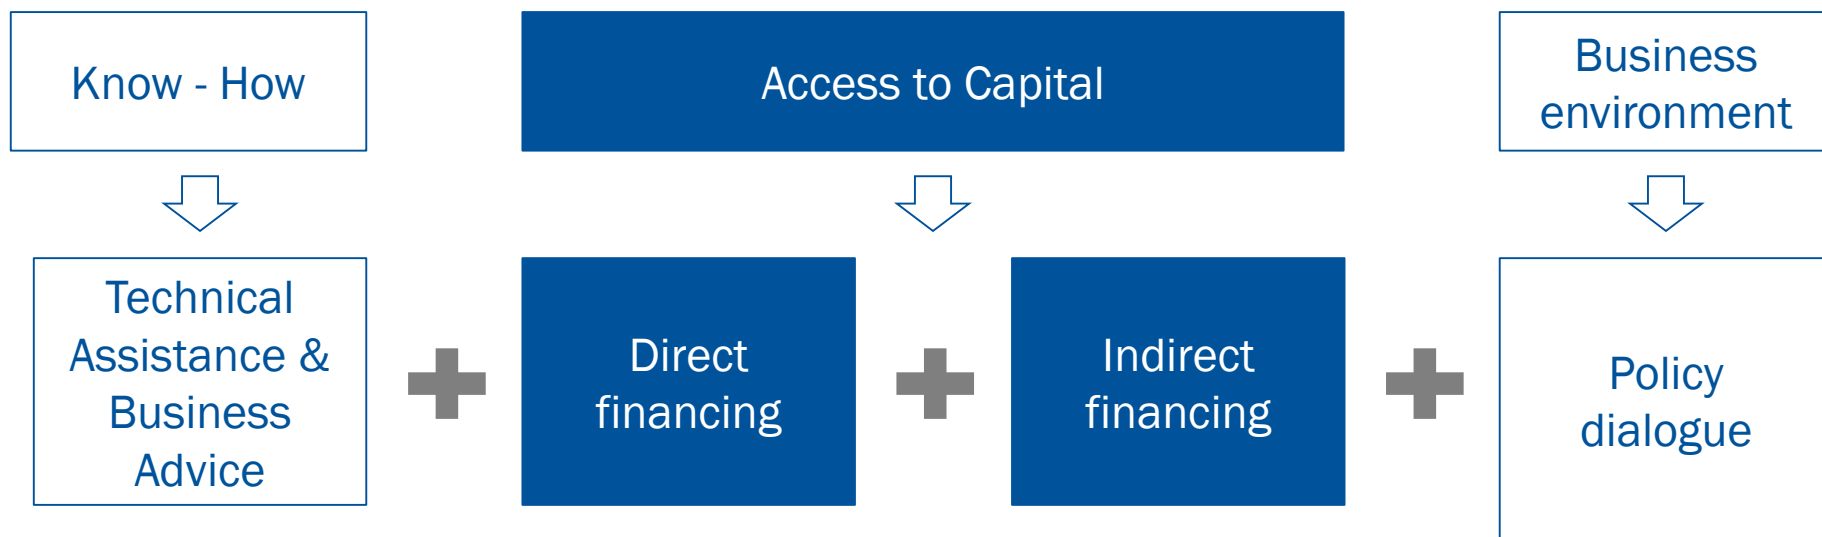 Know - How
Access to Capital
Business
environment
Technical
Assistance &
Business
Advice
Direct
financing
Indirect
financing
Policy
dialogue